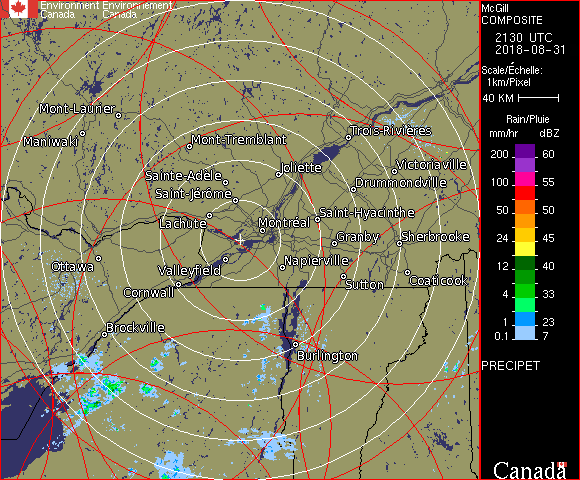 Environment Environnement
Canada Canada
McGill
COMPOSITE
2130 UTC
2018-08-31
Scale/Échelle:
1km/Pixel
40 KM
Rain/Pluie
mm/hr dBZ
200 60
100 55
50 50
24 45
12 40
4 33
1 23
0.1 7
PRECIPET
Canada
Mont-Laurier
Maniwaki
Mont-Tremblant
Trois-Rivières
Sainte-Adèle
Joliette
Victoriaville
Saint-Jérôme
Drummondville
Lachute
Montréal
Saint-Hyacinthe
Granby
Sherbrooke
Ottawa
Valleyfield
Napierville
Cornwall
Sutton
Coaticook
Brockville
Burlington